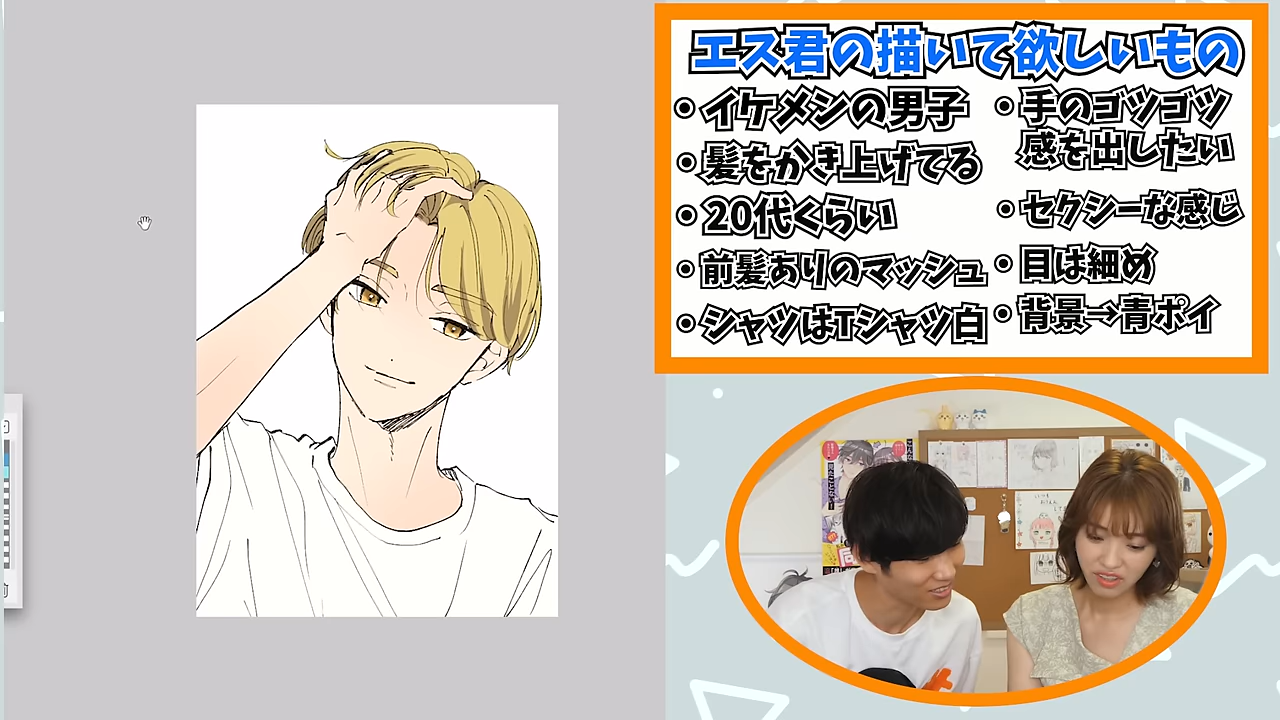 エス君の描いて欲しいもの
・イケメンの男子
・髪をかき上げてる
・20代くらい
・前髪ありのマッシュ
・シャツはTシャツ白
・手のゴツゴツ
感を出したい
・セクシーな感じ
・目は細め
・背景→青ポイ